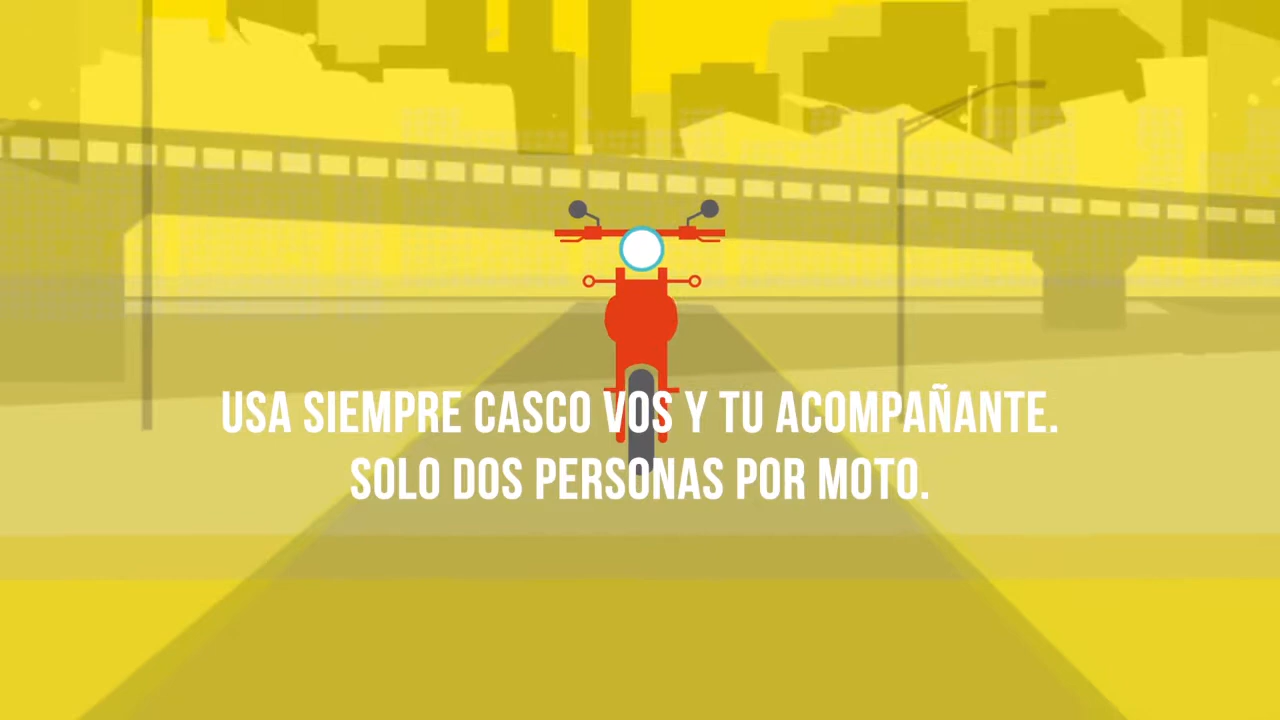 USA SIEMPRE CASCO VOS Y TU ACOMPAÑANTE.
SOLO DOS PERSONAS POR MOTO.